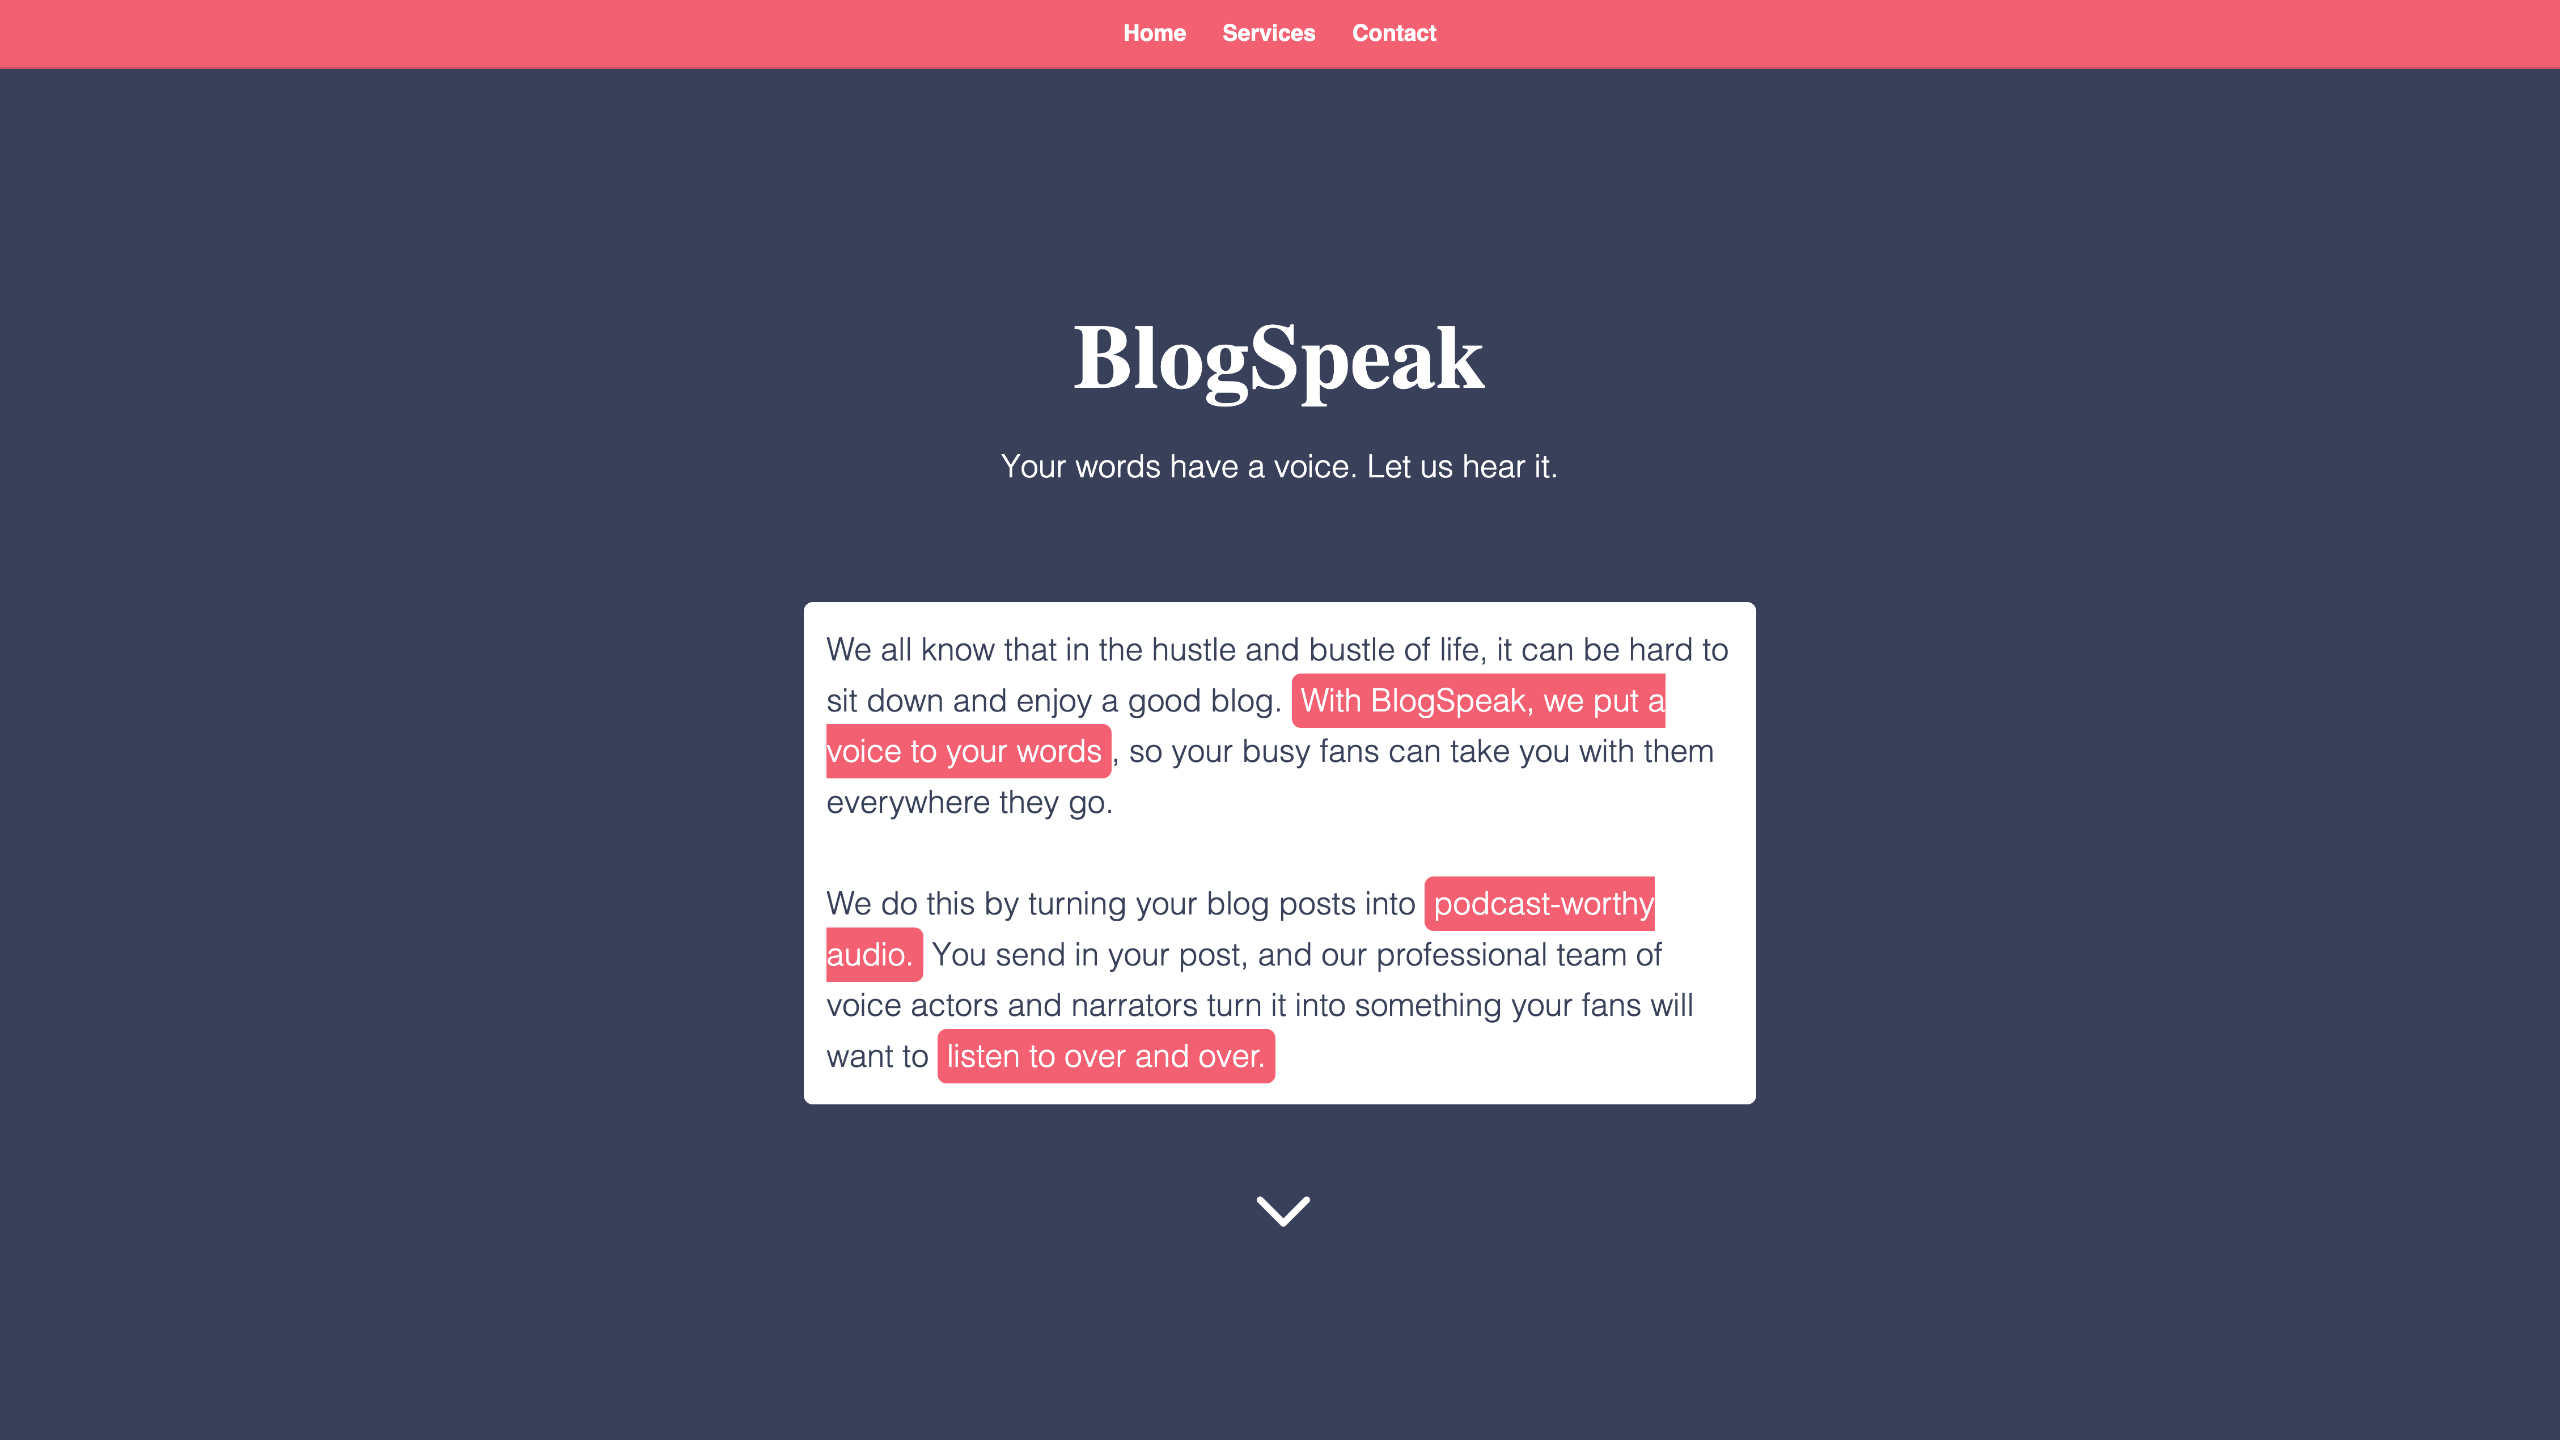 Home Services Contact
BlogSpeak
Your words have a voice. Let us hear it.
We all know that in the hustle and bustle of life, it can be hard to
sit down and enjoy a good blog. With BlogSpeak, we put a
voice to your words , so your busy fans can take you with them
everywhere they go.
We do this by turning your blog posts into podcast-worthy
audio. You send in your post, and our professional team of
voice actors and narrators turn it into something your fans will
want to listen to over and over.